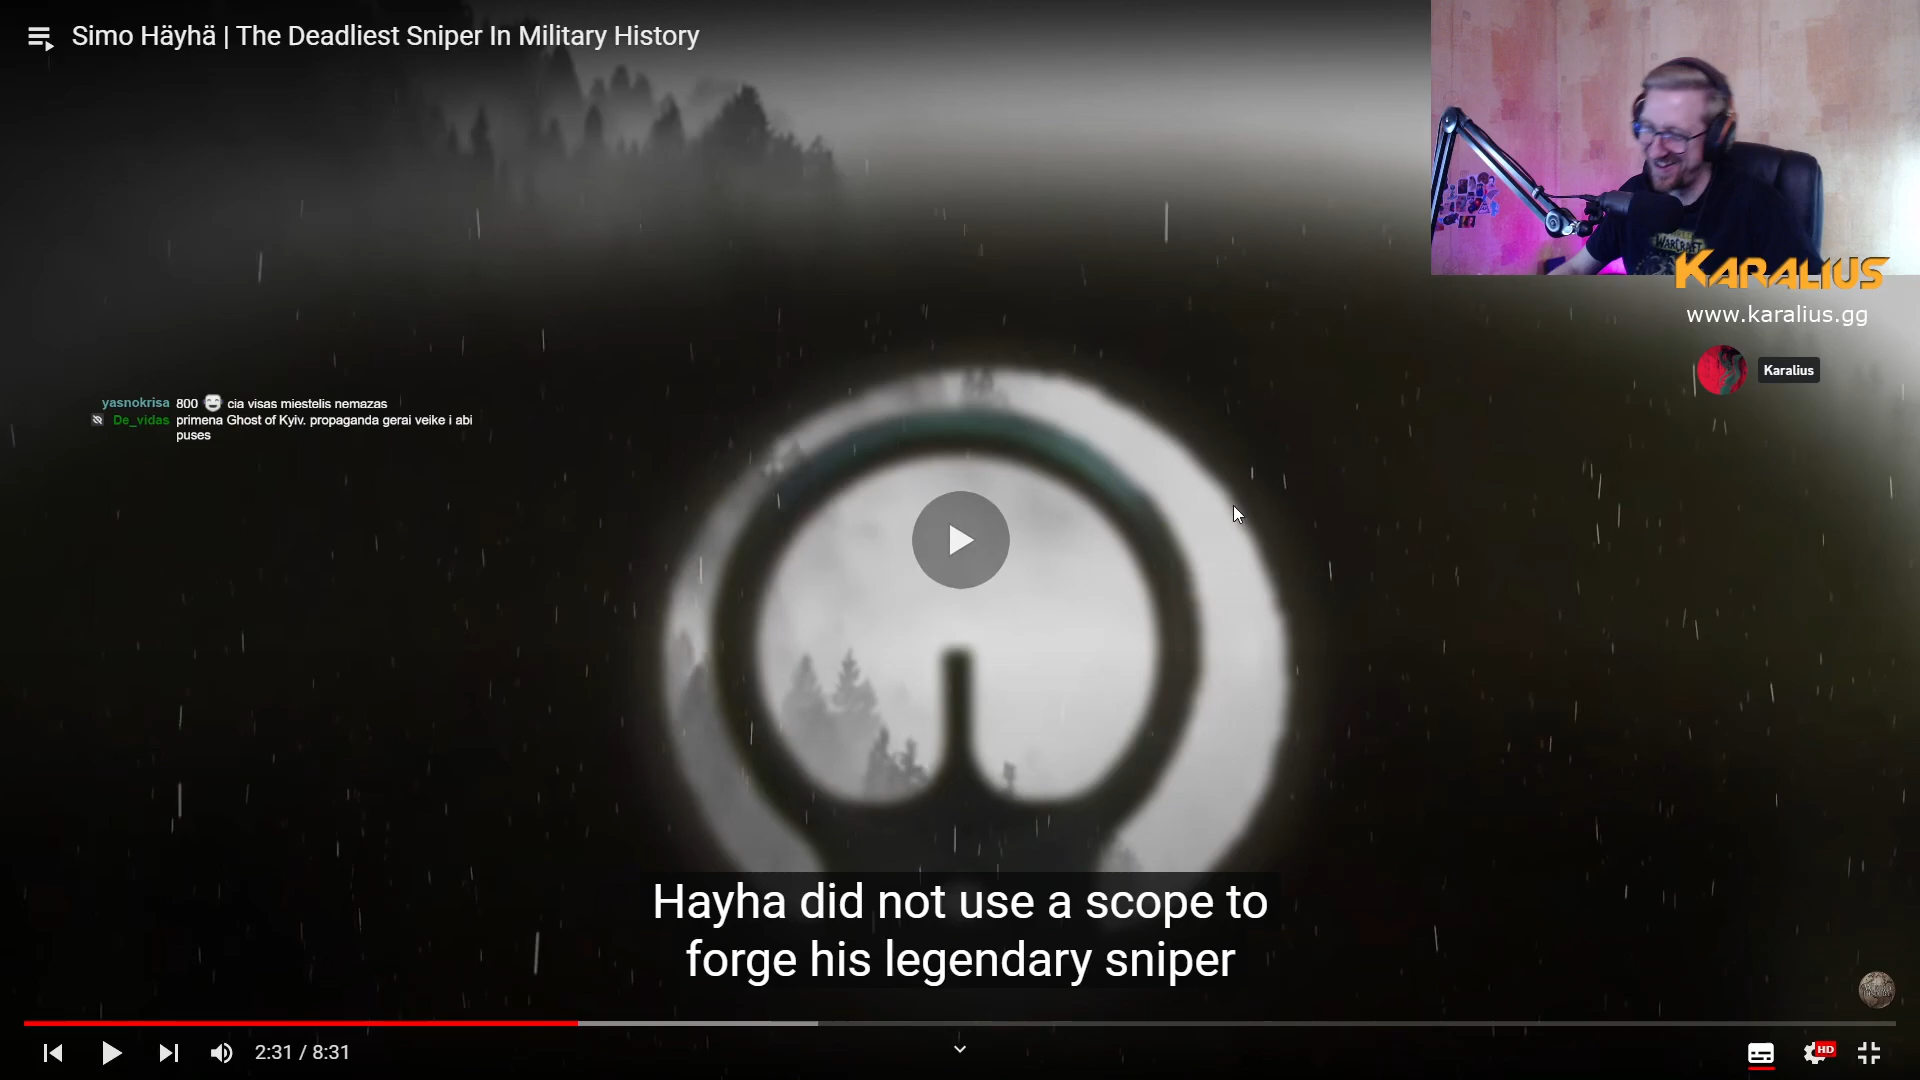 Simo Häyhä | The Deadliest Sniper In Military History
WARCRAFT
KARALIUS
www.karalius.gg
Karalius
yasnokrisa 800 cia visas miestelis nemazas
De_vidas primena Ghost of Kyiv. propaganda gerai veike i abi
puses
Hayha did not use a scope to
forge his legendary sniper
2:31 / 8:31
HD